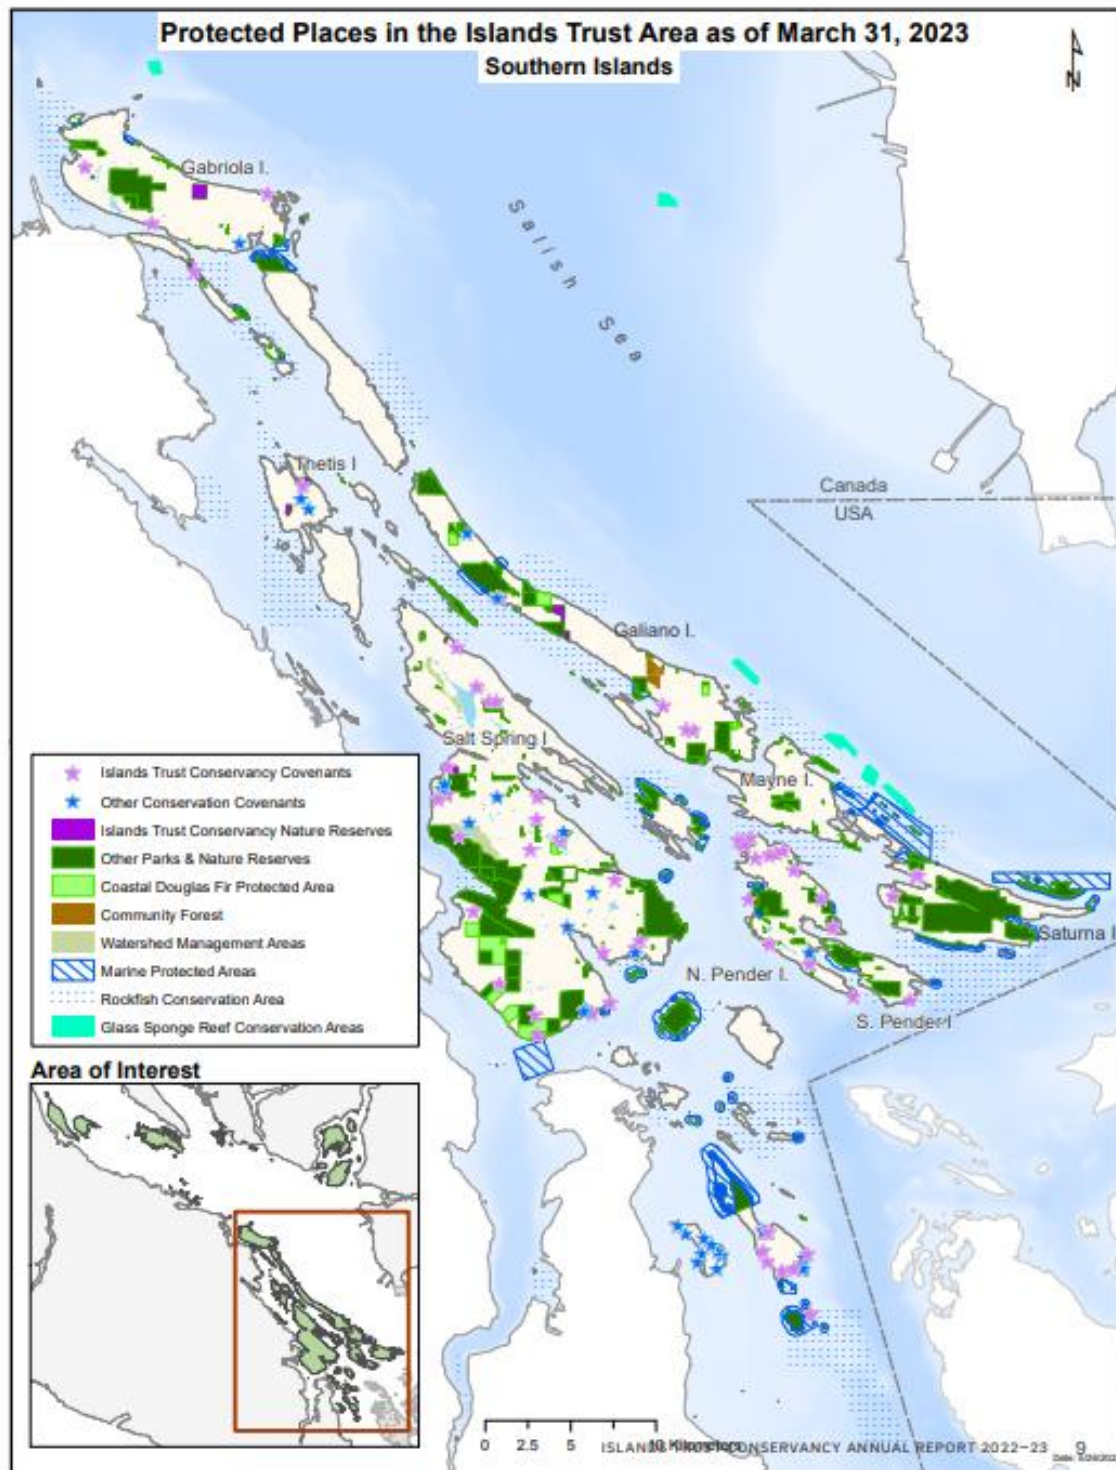 Protected Places in the Islands Trust Area as of March 31, 2023
Southern Islands
N
Gabriola I.
Salish Sea
Thetis I
Canada
USA
Galiano I.
Salt Spring I
Mayne I.
Saturna I
N. Pender I.
S. Pender I
Islands Trust Conservancy Covenants
Other Conservation Covenants
Islands Trust Conservancy Nature Reserves
Other Parks & Nature Reserves
Coastal Douglas Fir Protected Area
Community Forest
Watershed Management Areas
Marine Protected Areas
Rockfish Conservation Area
Glass Sponge Reef Conservation Areas
Area of Interest
0 2.5 5 10 Kilometers
ISLANDS TRUST CONSERVANCY ANNUAL REPORT 2022–23 9